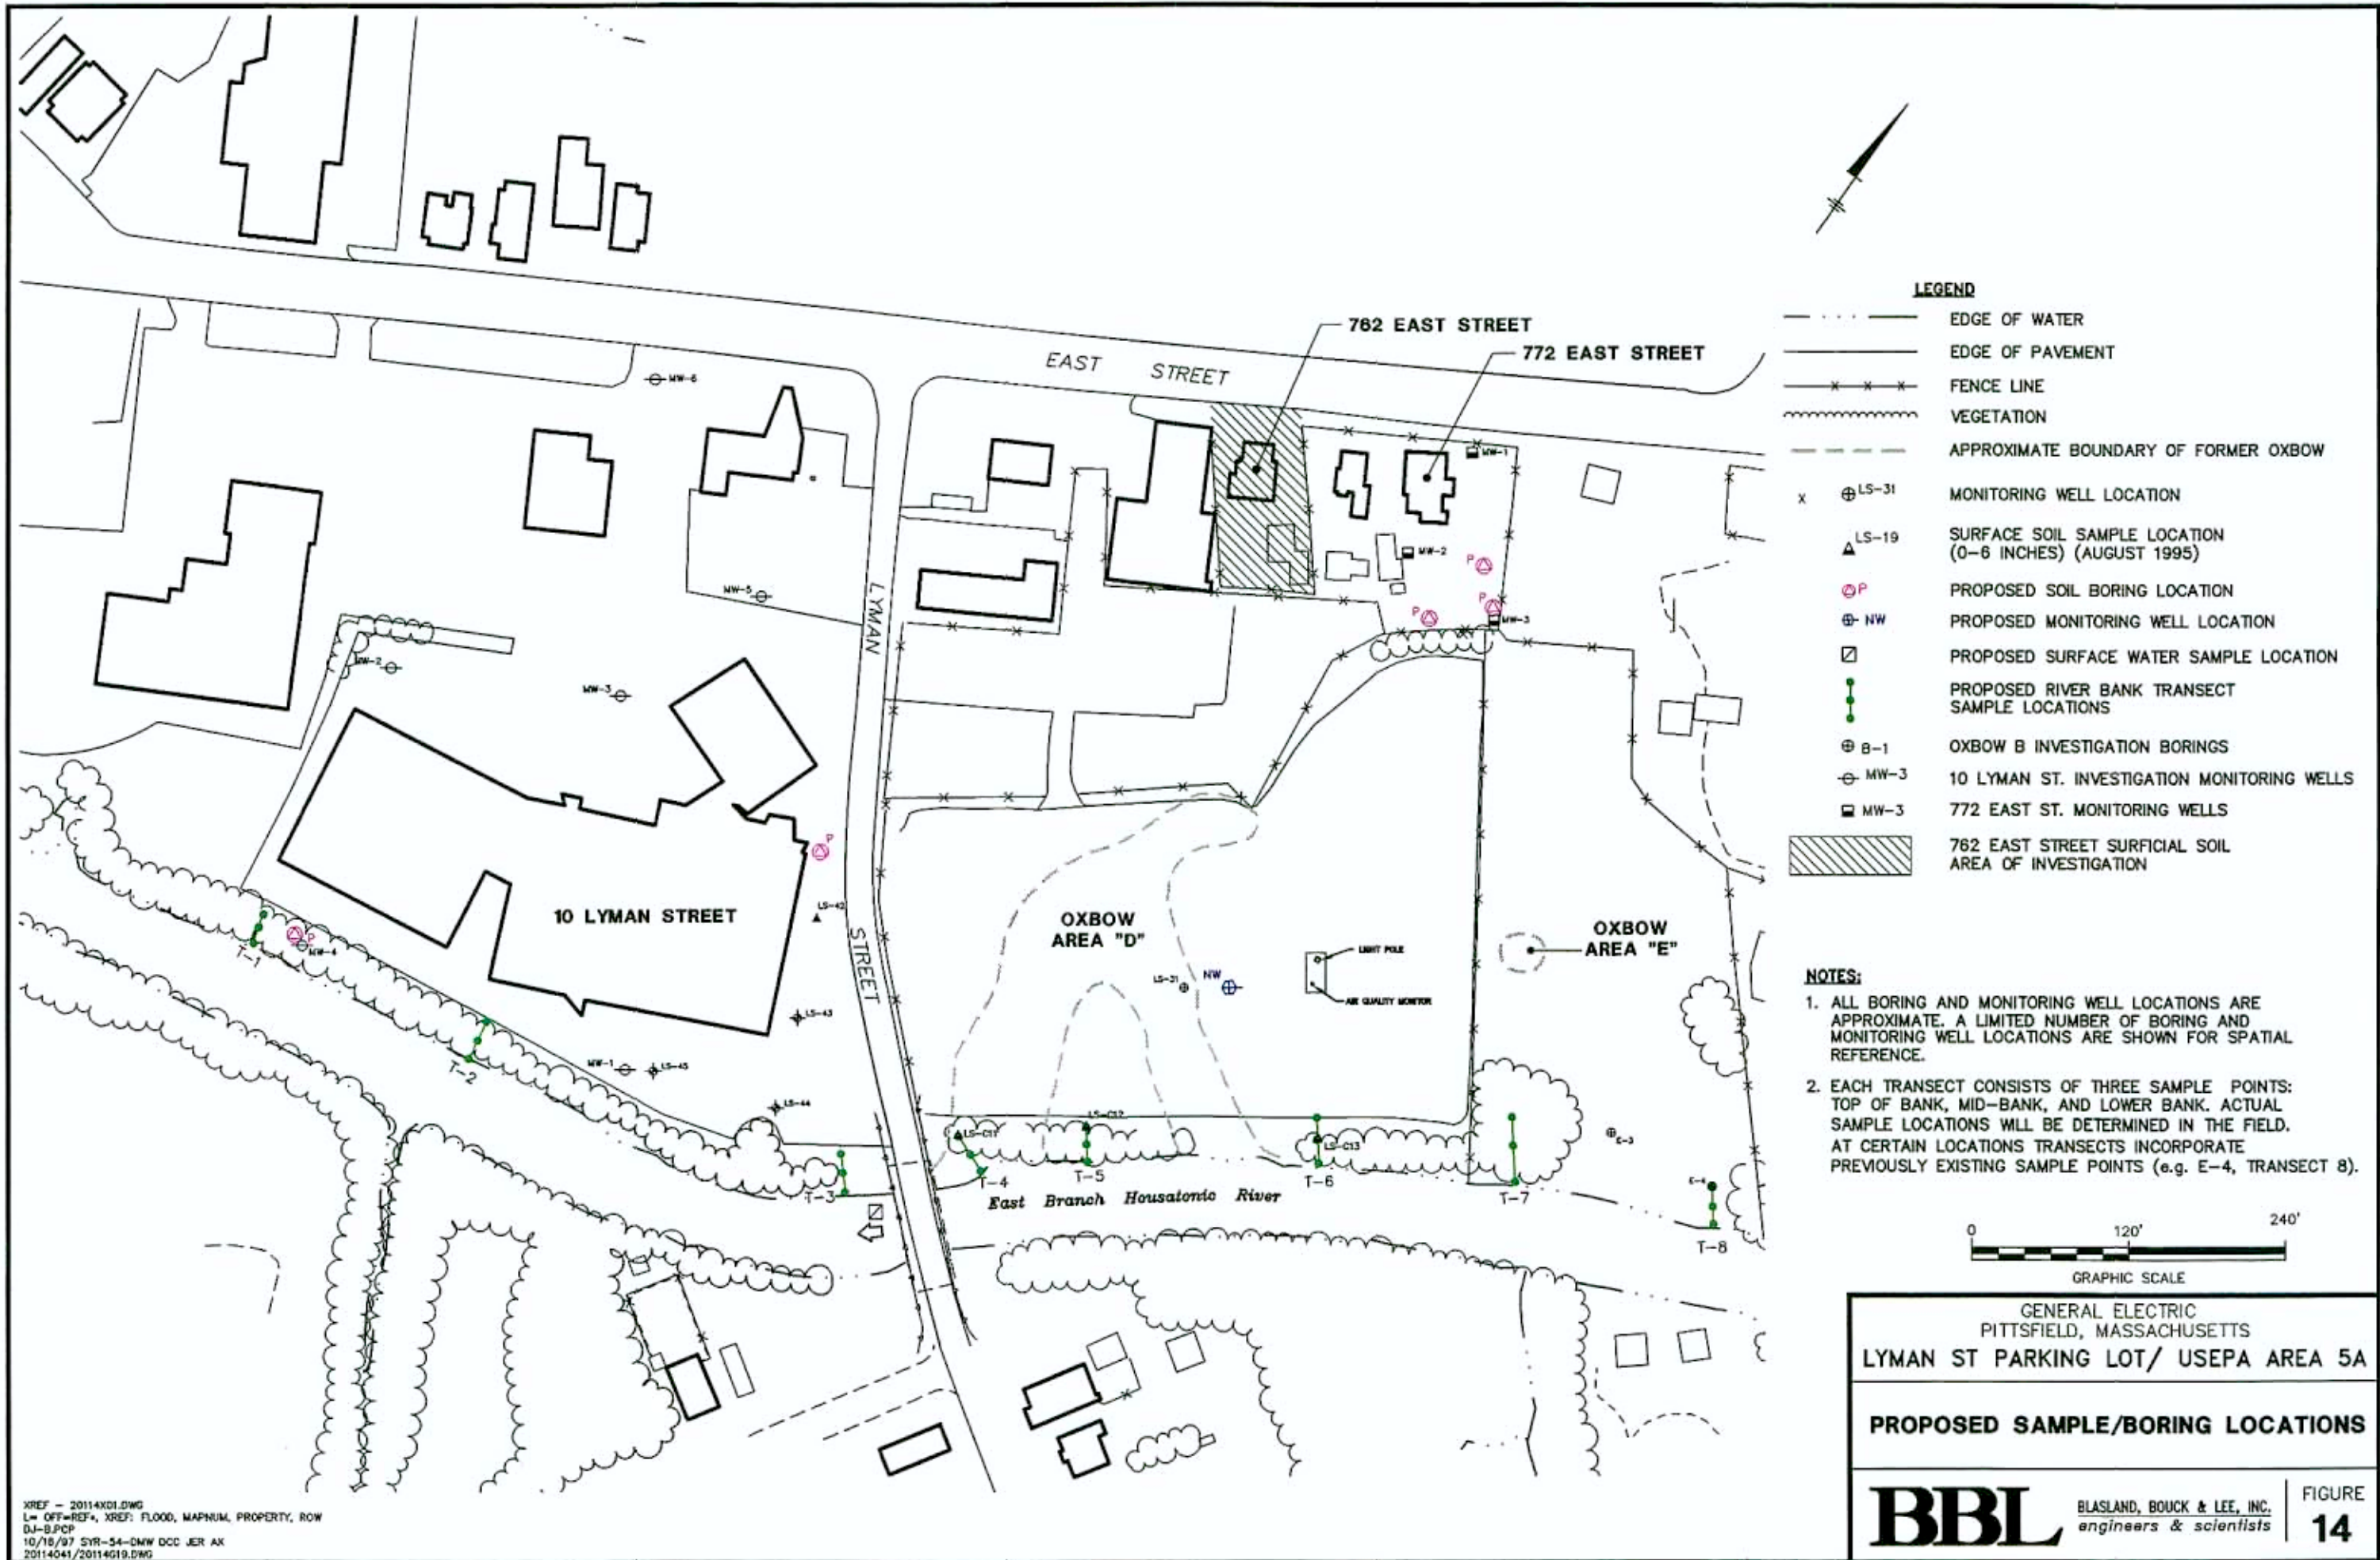 762 EAST STREET
772 EAST STREET
EAST STREET
MW-6
MW-1
MW-2
MW-5
P
P
P
MW-3
MW-2
MW-3
LYMAN
STREET
P
LS-42
10 LYMAN STREET
OXBOW
AREA "D"
OXBOW
AREA "E"
LIGHT POLE
AIR QUALITY MONITOR
LS-31
NW
P
MW-4
T-1
LS-43
T-2
MW-1
LS-45
LS-44
LS-C11
LS-C12
LS-C13
E-3
E-4
T-3
T-4
T-5
T-6
T-7
T-8
East Branch Housatonic River
LEGEND
EDGE OF WATER
EDGE OF PAVEMENT
FENCE LINE
VEGETATION
APPROXIMATE BOUNDARY OF FORMER OXBOW
LS-31 MONITORING WELL LOCATION
LS-19 SURFACE SOIL SAMPLE LOCATION
(0-6 INCHES) (AUGUST 1995)
P PROPOSED SOIL BORING LOCATION
NW PROPOSED MONITORING WELL LOCATION
PROPOSED SURFACE WATER SAMPLE LOCATION
PROPOSED RIVER BANK TRANSECT
SAMPLE LOCATIONS
B-1 OXBOW B INVESTIGATION BORINGS
MW-3 10 LYMAN ST. INVESTIGATION MONITORING WELLS
MW-3 772 EAST ST. MONITORING WELLS
762 EAST STREET SURFICIAL SOIL
AREA OF INVESTIGATION
NOTES:
1. ALL BORING AND MONITORING WELL LOCATIONS ARE
APPROXIMATE. A LIMITED NUMBER OF BORING AND
MONITORING WELL LOCATIONS ARE SHOWN FOR SPATIAL
REFERENCE.
2. EACH TRANSECT CONSISTS OF THREE SAMPLE POINTS:
TOP OF BANK, MID-BANK, AND LOWER BANK. ACTUAL
SAMPLE LOCATIONS WILL BE DETERMINED IN THE FIELD.
AT CERTAIN LOCATIONS TRANSECTS INCORPORATE
PREVIOUSLY EXISTING SAMPLE POINTS (e.g. E-4, TRANSECT 8).
0 120' 240'
GRAPHIC SCALE
GENERAL ELECTRIC
PITTSFIELD, MASSACHUSETTS
LYMAN ST PARKING LOT/ USEPA AREA 5A
PROPOSED SAMPLE/BORING LOCATIONS
BBL
BLASLAND, BOUCK & LEE, INC.
engineers & scientists
FIGURE
14
XREF - 20114X01.DWG
L= OFF=REF*, XREF: FLOOD, MAPNUM, PROPERTY, ROW
DJ-B.PCP
10/16/97 SYR-54-DMW DCC JER AK
20114041/20114G19.DWG